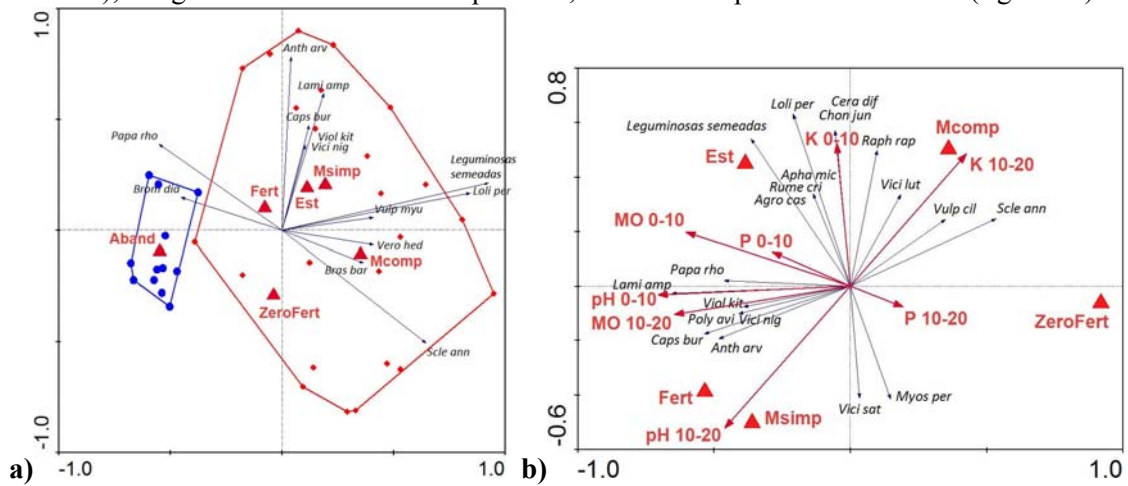 1.0
Anth arv
Lami amp
Caps bur
Viol kit
Vici nig
Papa rho
Leguminosas
semeadas
Msimp
Brom dia
Fert
Est
Loli per
Vulp myu
Aband
Vero hed
Mcomp
Bras bar
ZeroFert
Scle ann
-1.0
a)
-1.0
1.0
0.8
Cera dif
Loli per
Chon jun
Leguminosas semeadas
K 0-10
Raph rap
Mcomp
Est
K 10-20
Apha mic
Rume cri
Agro cas
Vici lut
Vulp cil
Scle ann
MO 0-10
P 0-10
Papa rho
Lami amp
pH 0-10
Viol kit
MO 10-20
Poly avi
Vici nig
P 10-20
ZeroFert
Caps bur
Anth arv
Fert
Msimp
Vici sat
Myos per
pH 10-20
-0.6
b)
-1.0
1.0